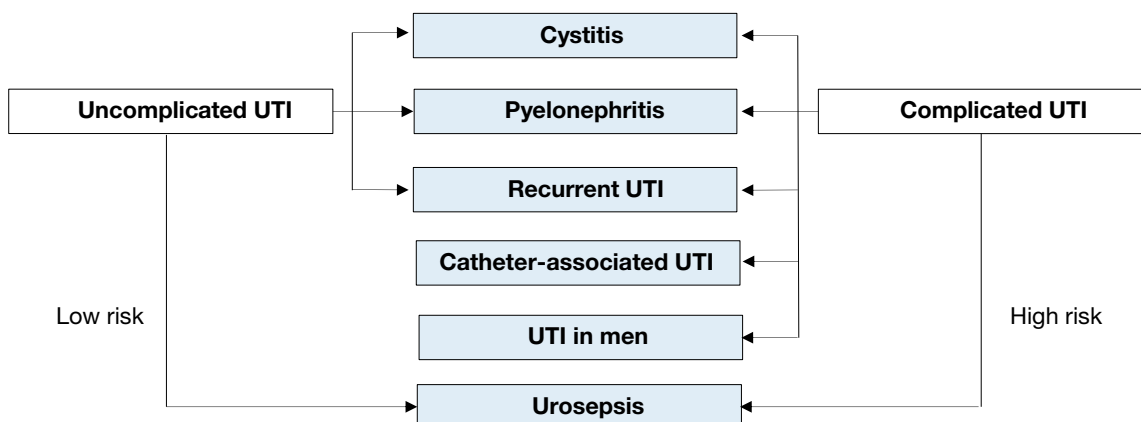 Cystitis
Uncomplicated UTI
Pyelonephritis
Complicated UTI
Recurrent UTI
Catheter-associated UTI
Low risk
UTI in men
High risk
Urosepsis